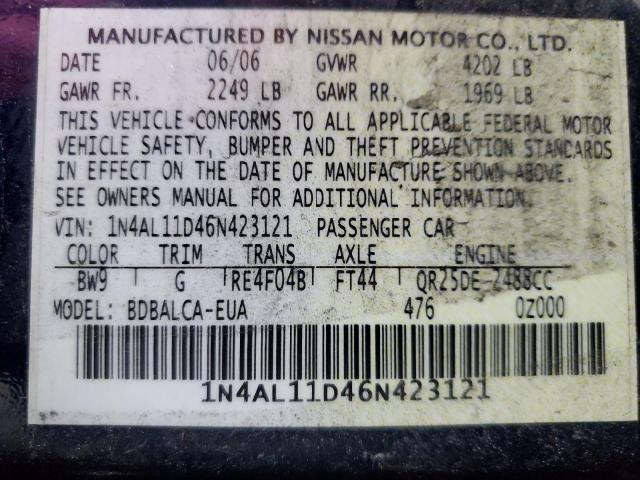 MANUFACTURED BY NISSAN MOTOR CO., LTD.
DATE 06/06 GVWR 4202 LB
GAWR FR. 2249 LB GAWR RR. 1969 LB
THIS VEHICLE CONFORMS TO ALL APPLICABLE FEDERAL MOTOR
VEHICLE SAFETY, BUMPER AND THEFT PREVENTION STANDARDS
IN EFFECT ON THE DATE OF MANUFACTURE SHOWN ABOVE.
SEE OWNERS MANUAL FOR ADDITIONAL INFORMATION.
VIN: 1N4AL11D46N423121 PASSENGER CAR
COLOR TRIM TRANS AXLE ENGINE
BW9 G RE4F04B FT44 QR25DE-2488CC
MODEL: BDBALCA-EUA 476 0Z000
1N4AL11D46N423121